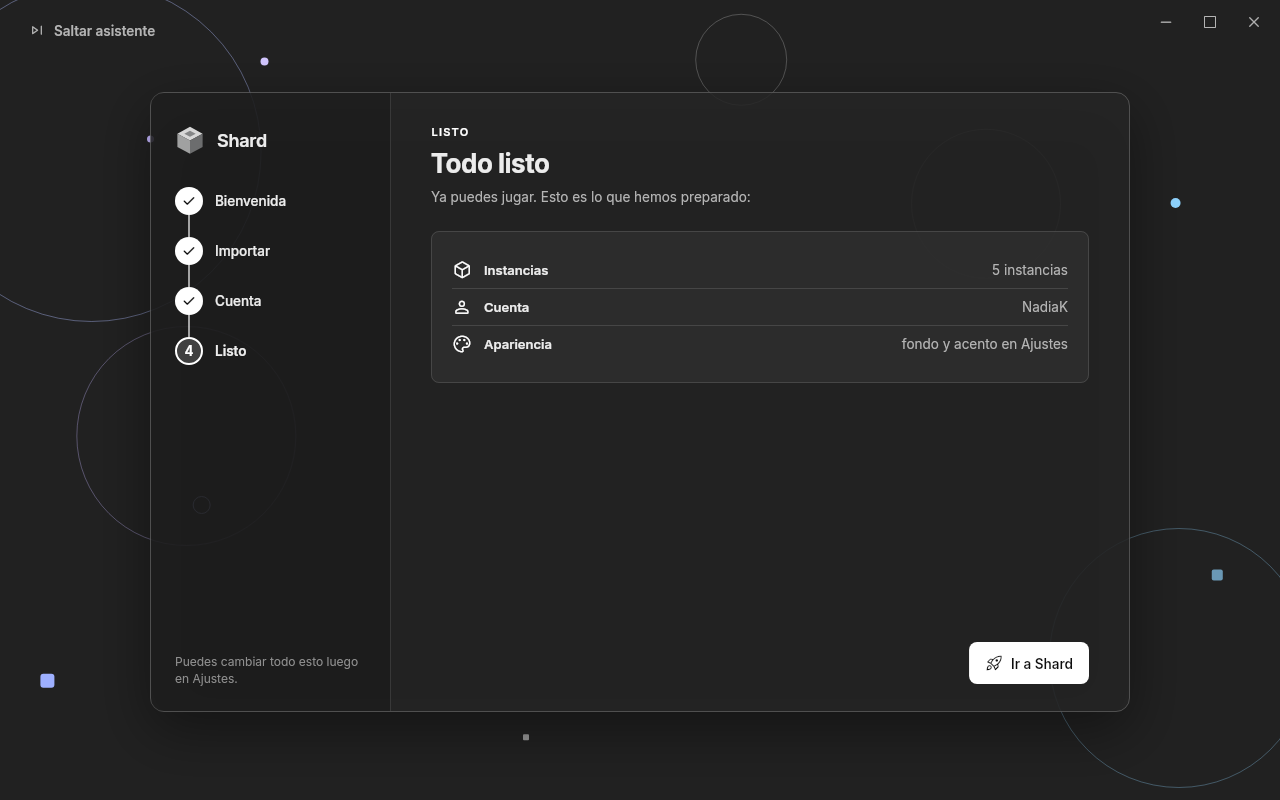 Saltar asistente
Shard
Bienvenida
Importar
Cuenta
4 Listo
Puedes cambiar todo esto luego
en Ajustes.
LISTO
Todo listo
Ya puedes jugar. Esto es lo que hemos preparado:
Instancias 5 instancias
Cuenta NadiaK
Apariencia fondo y acento en Ajustes
Ir a Shard